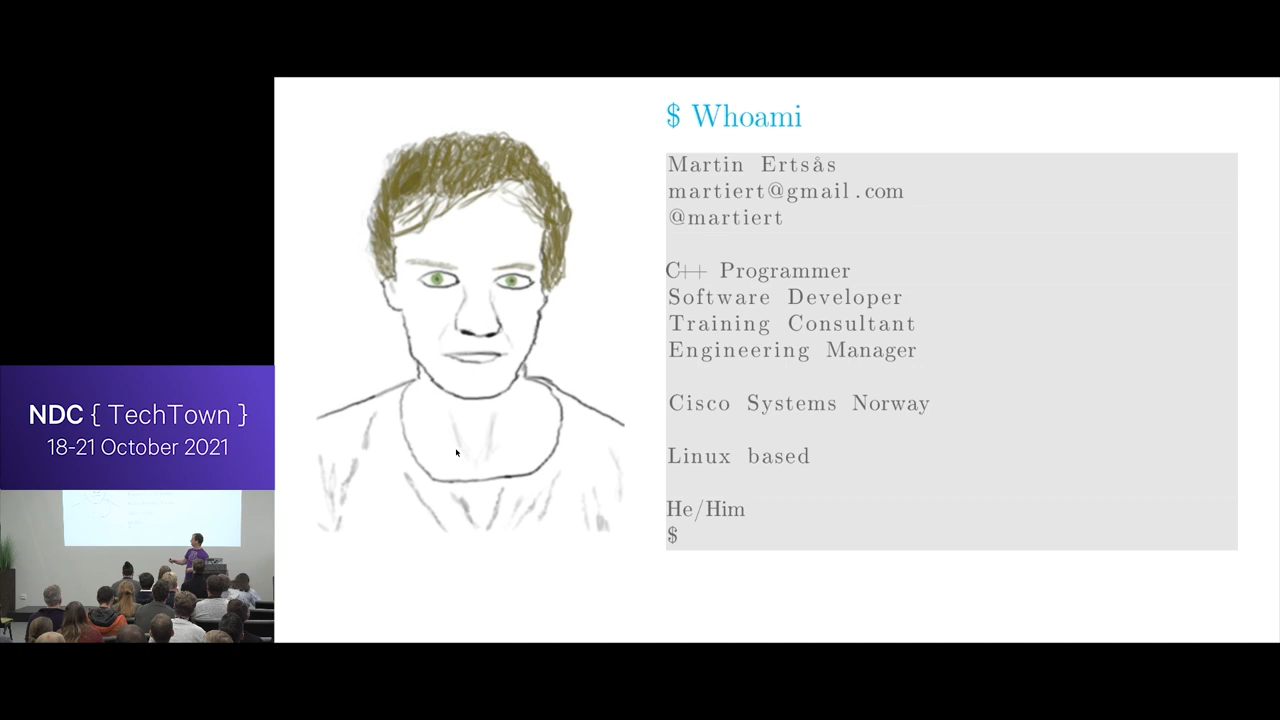 $ Whoami
Martin Ertsås
martiert@gmail.com
@martiert
C++ Programmer
Software Developer
Training Consultant
Engineering Manager
Cisco Systems Norway
Linux based
He/Him
$
NDC { TechTown }
18-21 October 2021